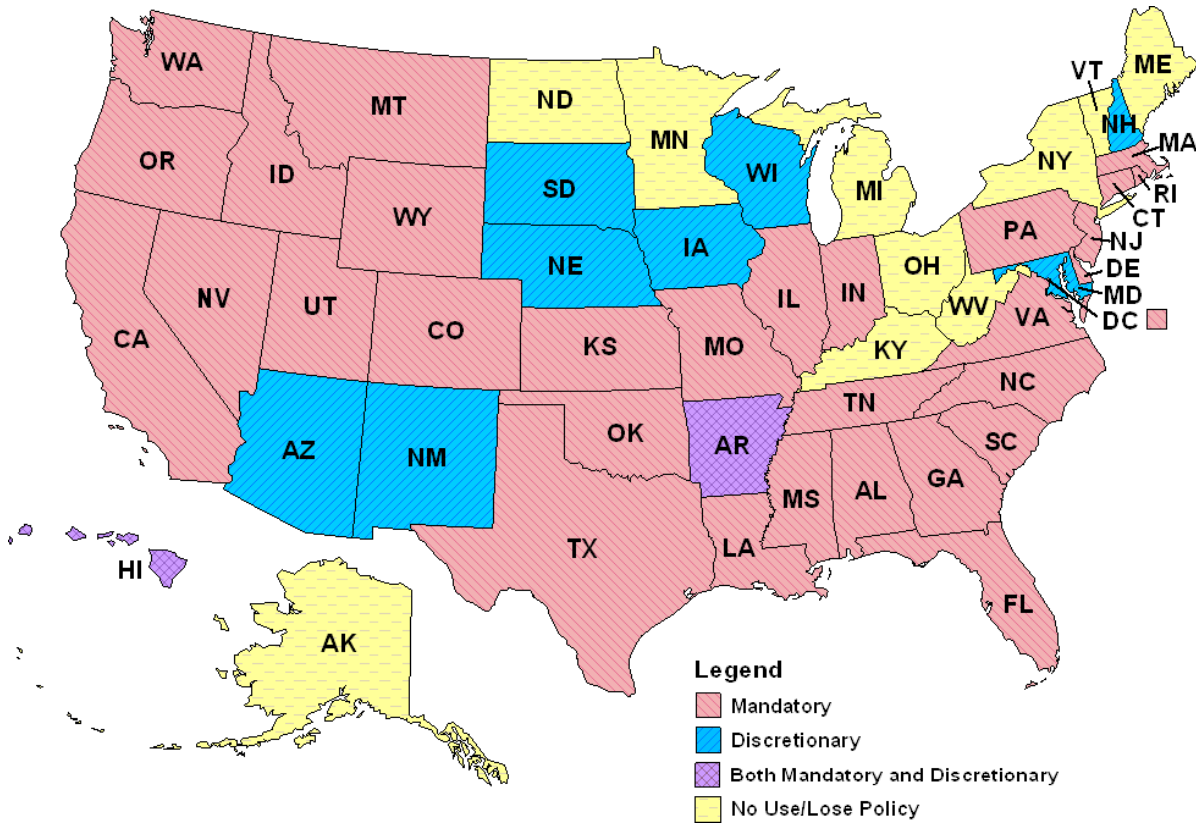 WA
MT
ND
MN
VT
ME
NH
MA
OR
ID
WY
SD
WI
MI
NY
RI
CT
PA
NJ
NE
IA
OH
DE
MD
DC
NV
UT
CO
IL
IN
WV
VA
CA
KS
MO
KY
NC
TN
AZ
NM
OK
AR
SC
MS
AL
GA
TX
LA
HI
FL
AK
Legend
Mandatory
Discretionary
Both Mandatory and Discretionary
No Use/Lose Policy